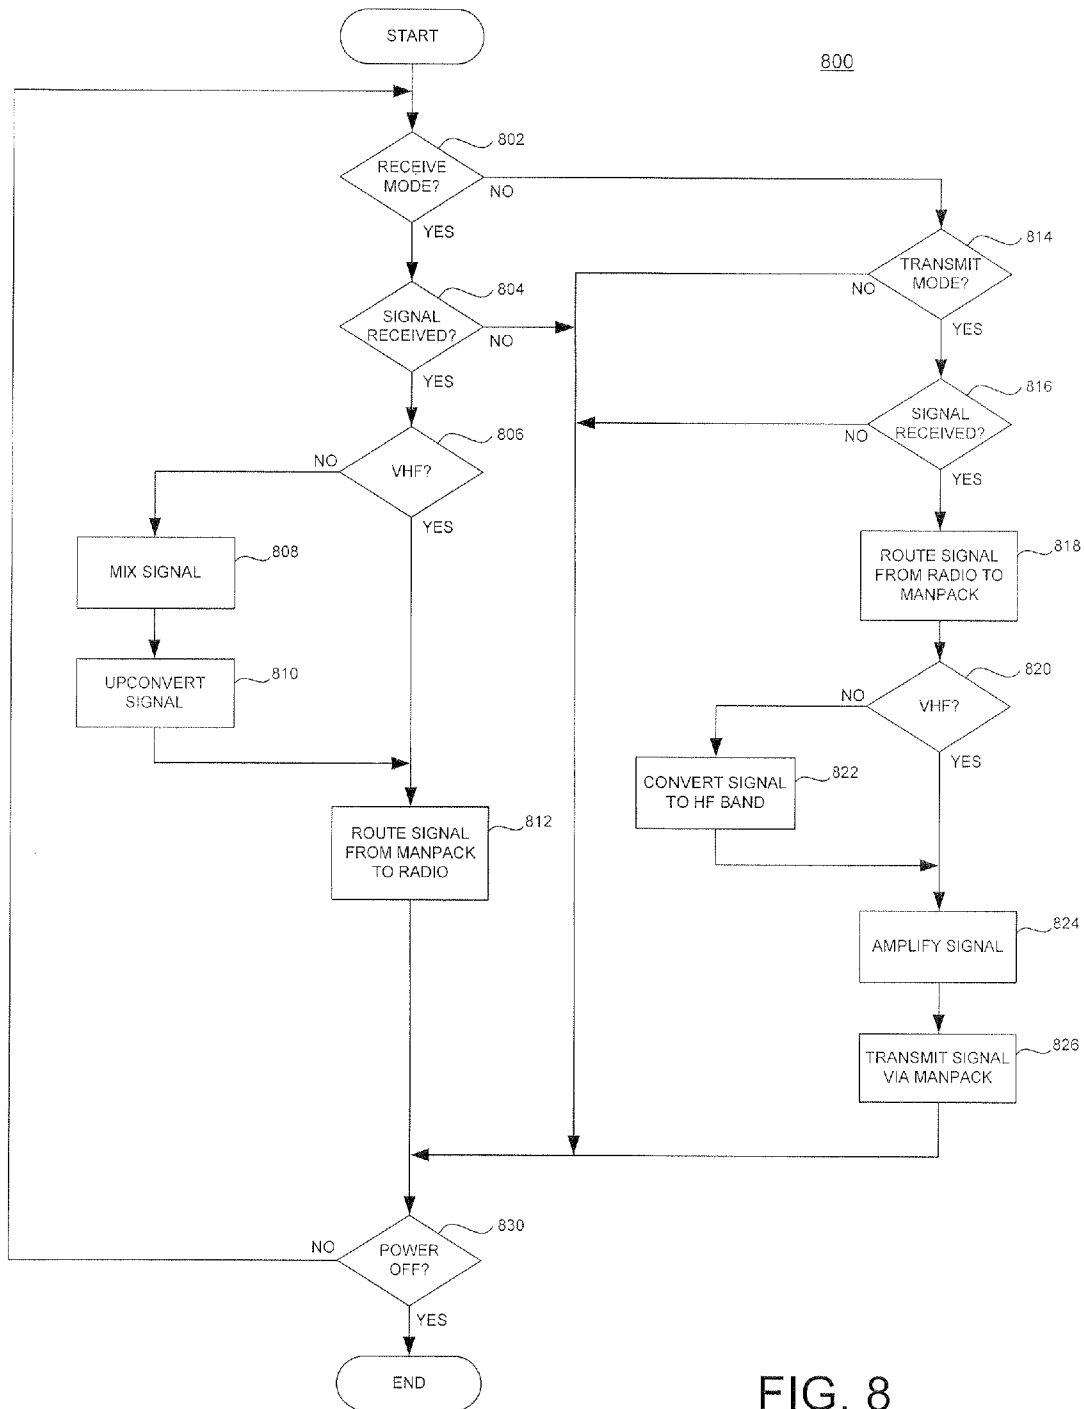 START
800
802
RECEIVE
MODE?
NO
YES
814
TRANSMIT
MODE?
NO
YES
804
SIGNAL
RECEIVED?
NO
YES
816
SIGNAL
RECEIVED?
NO
YES
806
VHF?
NO
YES
808
MIX SIGNAL
818
ROUTE SIGNAL
FROM RADIO TO
MANPACK
810
UPCONVERT
SIGNAL
820
VHF?
NO
YES
822
CONVERT SIGNAL
TO HF BAND
812
ROUTE SIGNAL
FROM MANPACK
TO RADIO
824
AMPLIFY SIGNAL
826
TRANSMIT SIGNAL
VIA MANPACK
830
POWER
OFF?
NO
YES
END
FIG. 8